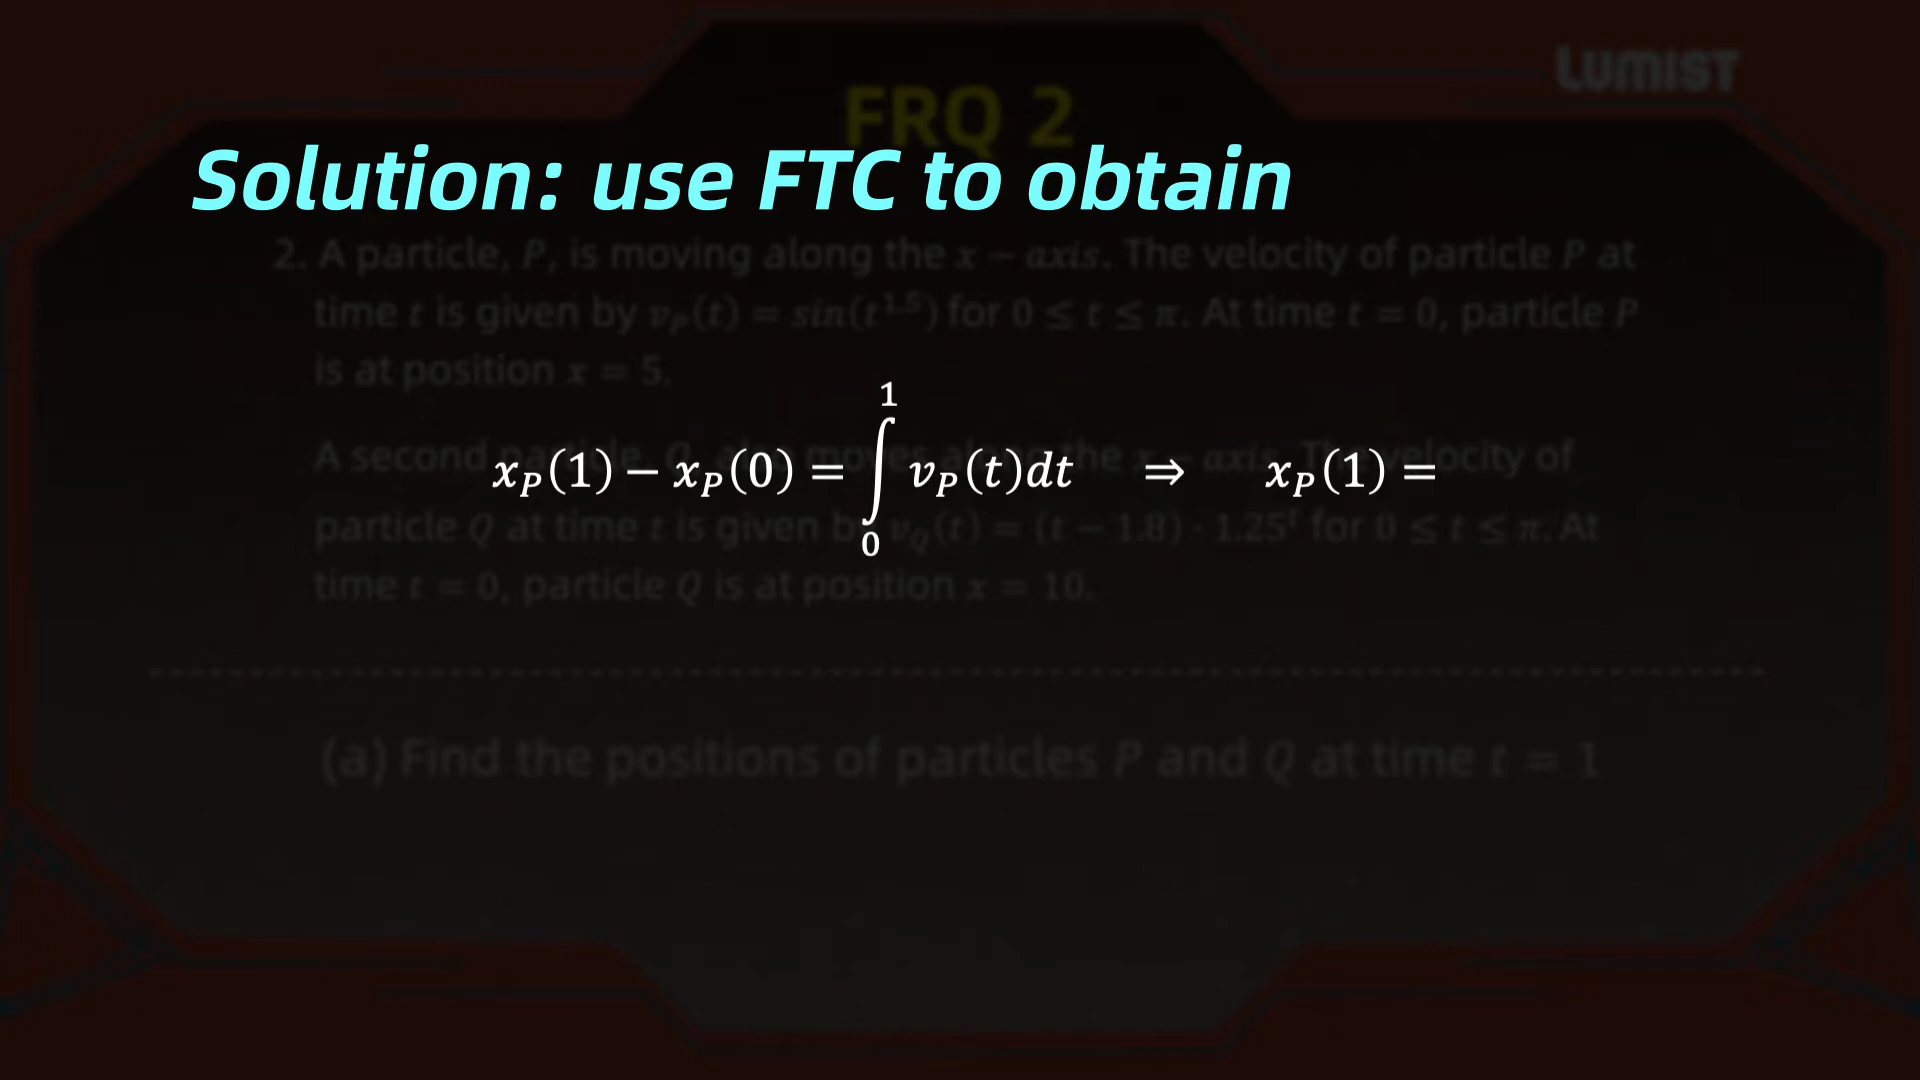 LUMIST
FRQ 2
Solution: use FTC to obtain
2. A particle, P, is moving along the x − axis. The velocity of particle P at
time t is given by v_P(t) = sin(t^1.5) for 0 ≤ t ≤ π. At time t = 0, particle P
is at position x = 5.
x_P(1) − x_P(0) = ∫_0^1 v_P(t)dt ⇒ x_P(1) =
A second particle, Q, also moves along the x − axis. The velocity of
particle Q at time t is given by v_Q(t) = (t − 1.8) · 1.25^t for 0 ≤ t ≤ π. At
time t = 0, particle Q is at position x = 10.
(a) Find the positions of particles P and Q at time t = 1